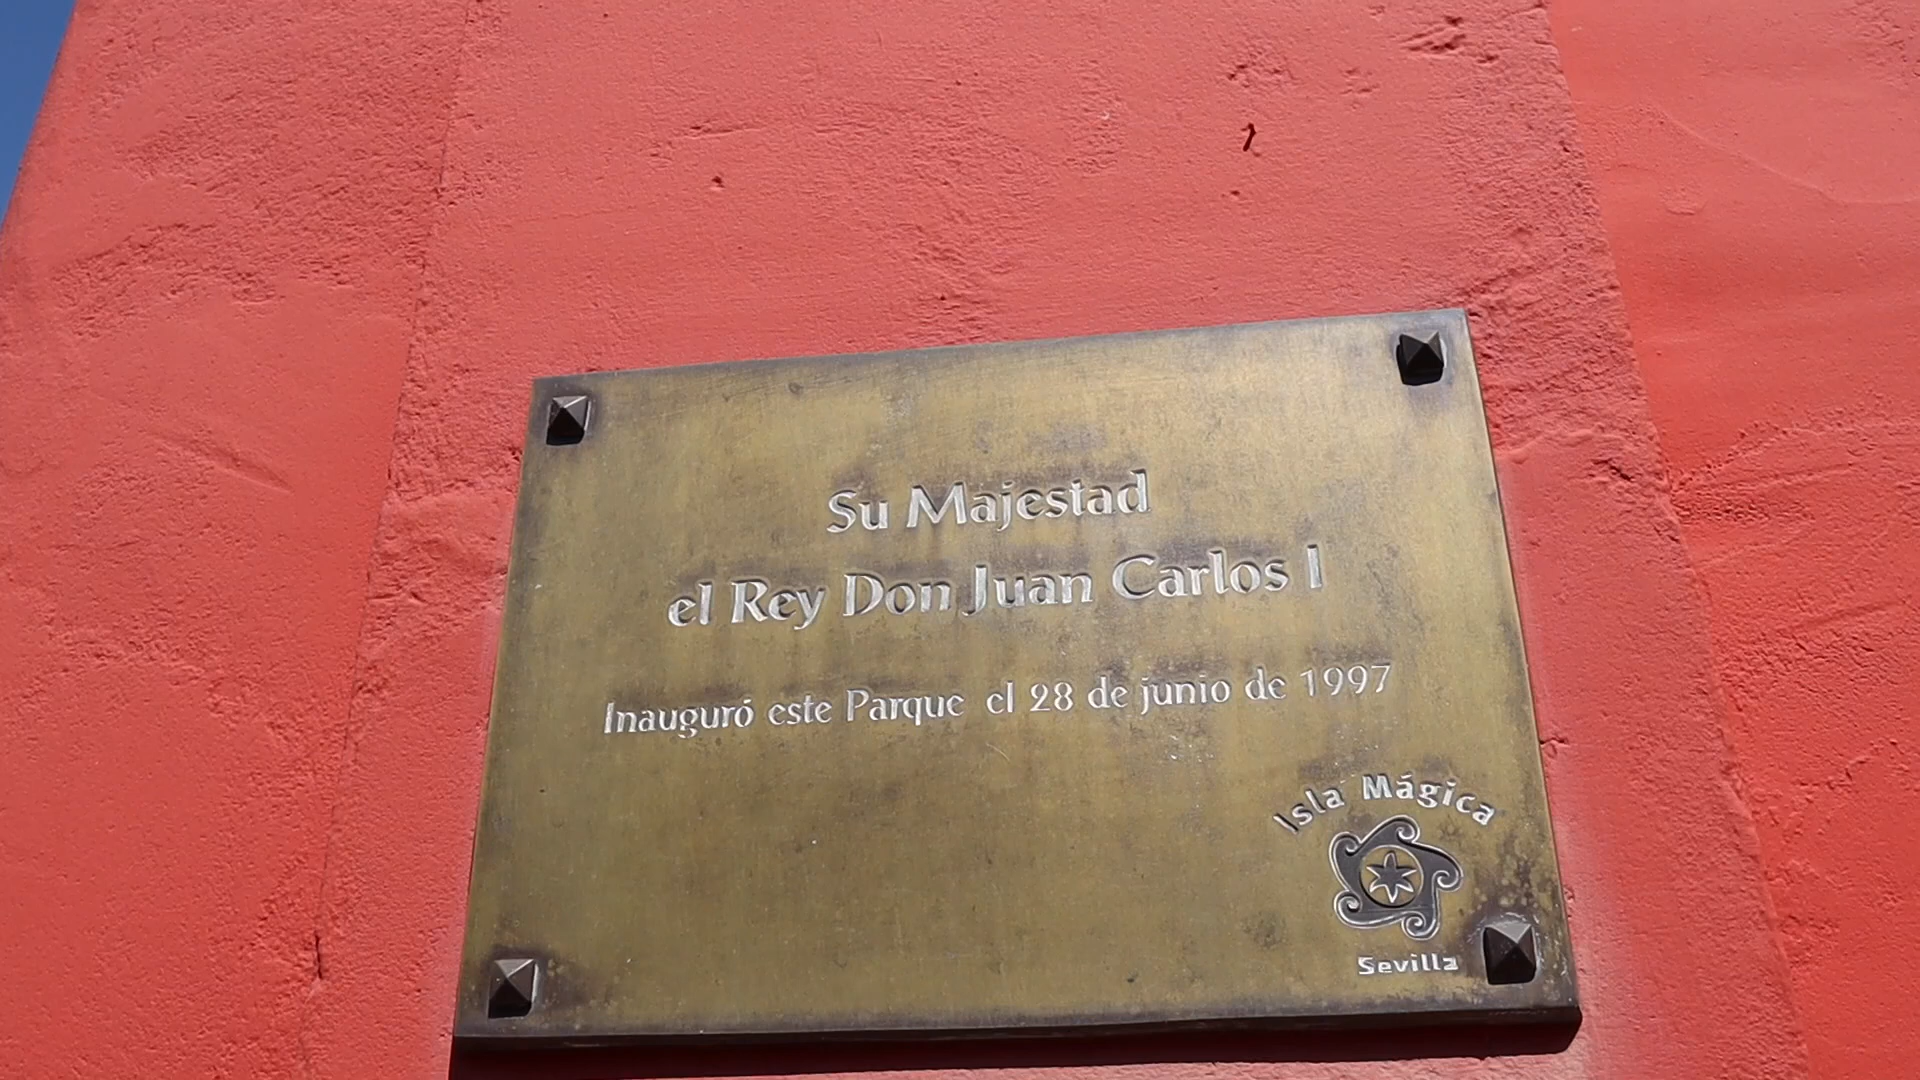 Su Majestad
el Rey Don Juan Carlos I
Inauguró este Parque el 28 de junio de 1997
Isla Mágica
Sevilla